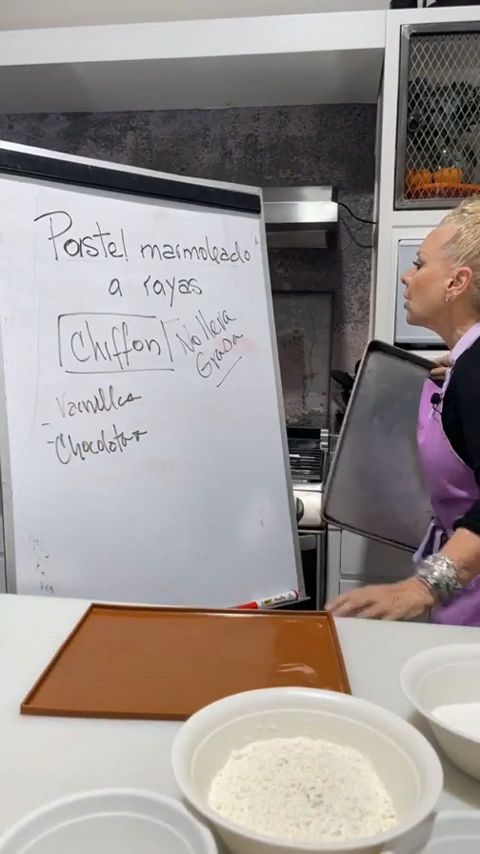 Pastel marmoleado
a rayas
Chiffon
No lleva
Grasa
- Vainilla
- Chocolate